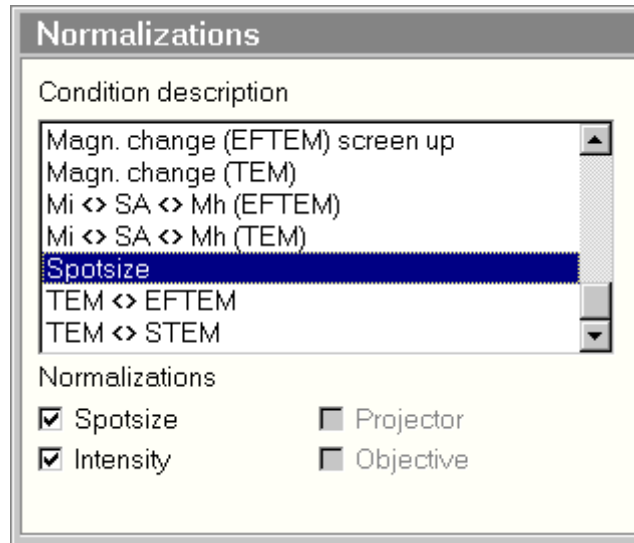 Normalizations
Condition description
Magn. change (EFTEM) screen up
Magn. change (TEM)
Mi <> SA <> Mh (EFTEM)
Mi <> SA <> Mh (TEM)
Spotsize
TEM <> EFTEM
TEM <> STEM
Normalizations
Spotsize Projector
Intensity Objective